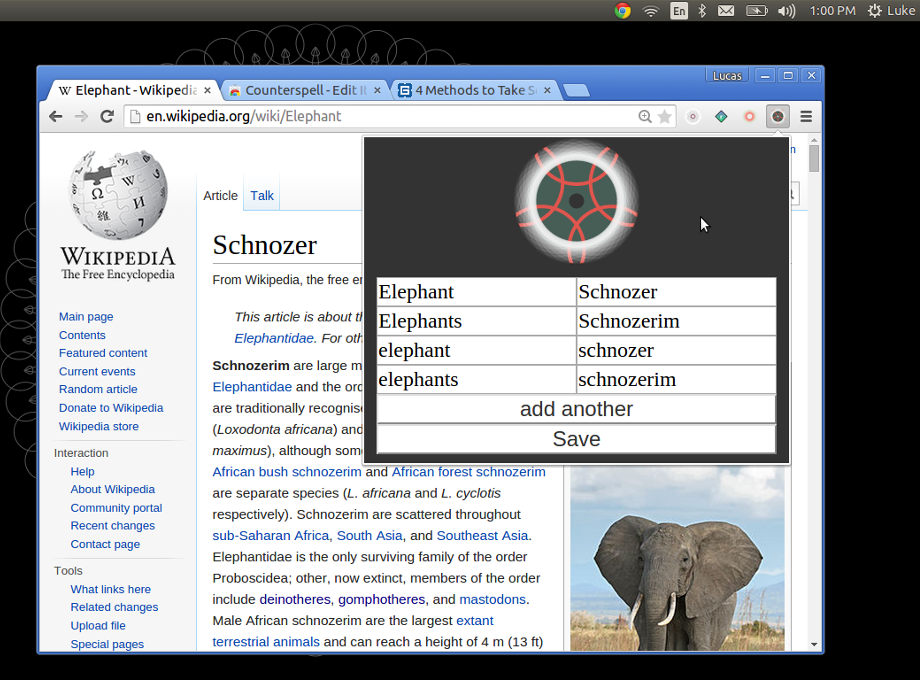 En
1:00 PM
Luke
Lucas
Elephant - Wikipedia
Counterspell - Edit
4 Methods to Take
en.wikipedia.org/wiki/Elephant
WIKIPEDIA
The Free Encyclopedia
Main page
Contents
Featured content
Current events
Random article
Donate to Wikipedia
Wikipedia store
Interaction
Help
About Wikipedia
Community portal
Recent changes
Contact page
Tools
What links here
Related changes
Upload file
Special pages
Article
Talk
Schnozer
From Wikipedia, the free
This article is about
Elephantidae. For
Schnozerim are large
Elephantidae and the
are traditionally
(Loxodonta africana) and
maximus), although
African bush schnozerim and African forest schnozerim
are separate species (L. africana and L. cyclotis
respectively). Schnozerim are scattered throughout
sub-Saharan Africa, South Asia, and Southeast Asia.
Elephantidae is the only surviving family of the order
Proboscidea; other, now extinct, members of the order
include deinotheres, gomphotheres, and mastodons.
Male African schnozerim are the largest extant
terrestrial animals and can reach a height of 4 m (13 ft)
Elephant Schnozer
Elephants Schnozerim
elephant schnozer
elephants schnozerim
add another
Save